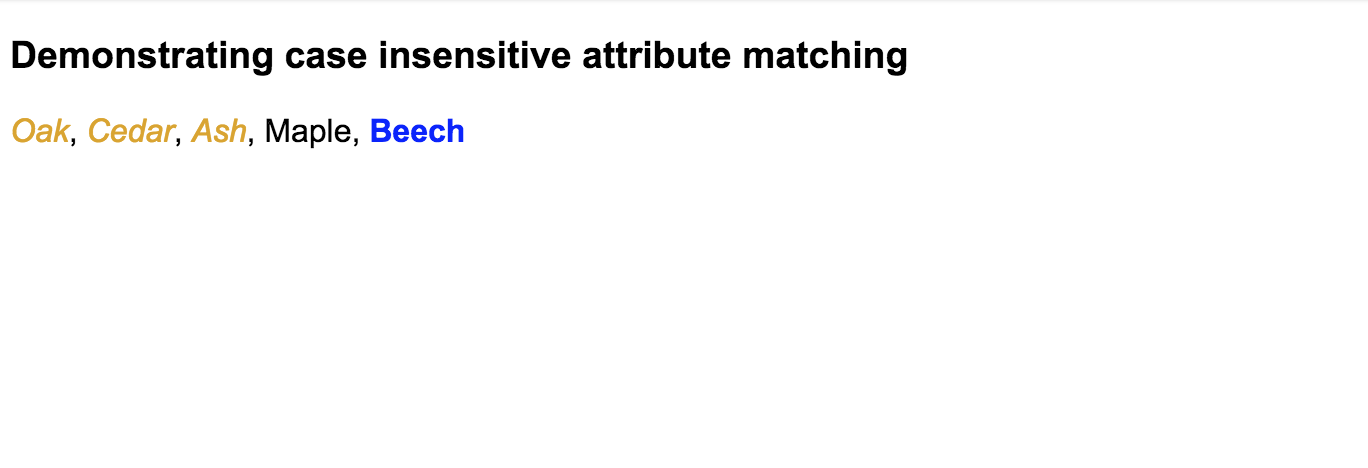 Demonstrating case insensitive attribute matching
Oak, Cedar, Ash, Maple, Beech